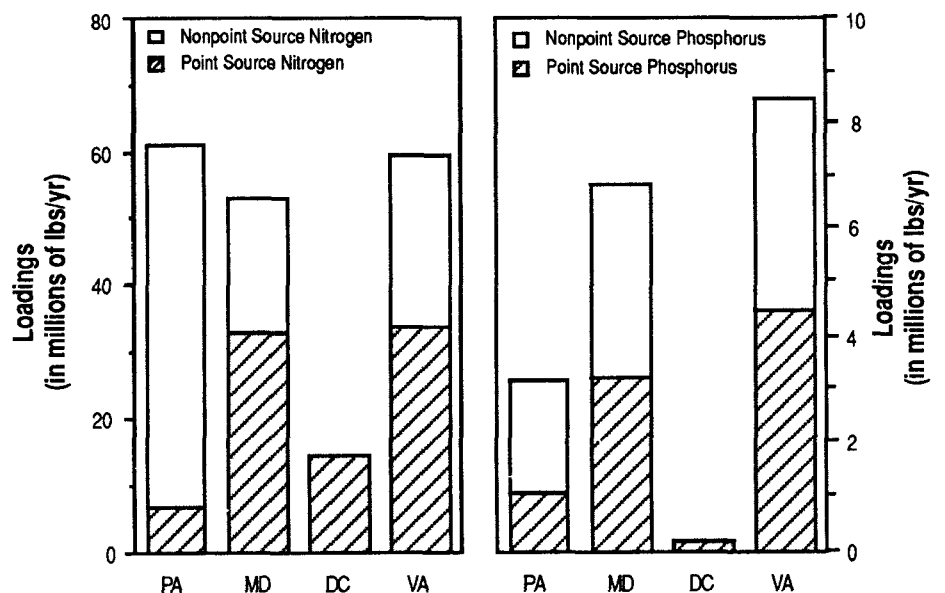 80
60
40
20
0
Loadings
(in millions of lbs/yr)
Nonpoint Source Nitrogen
Point Source Nitrogen
PA MD DC VA
Nonpoint Source Phosphorus
Point Source Phosphorus
PA MD DC VA
10
8
6
4
2
0
Loadings
(in millions of lbs/yr)